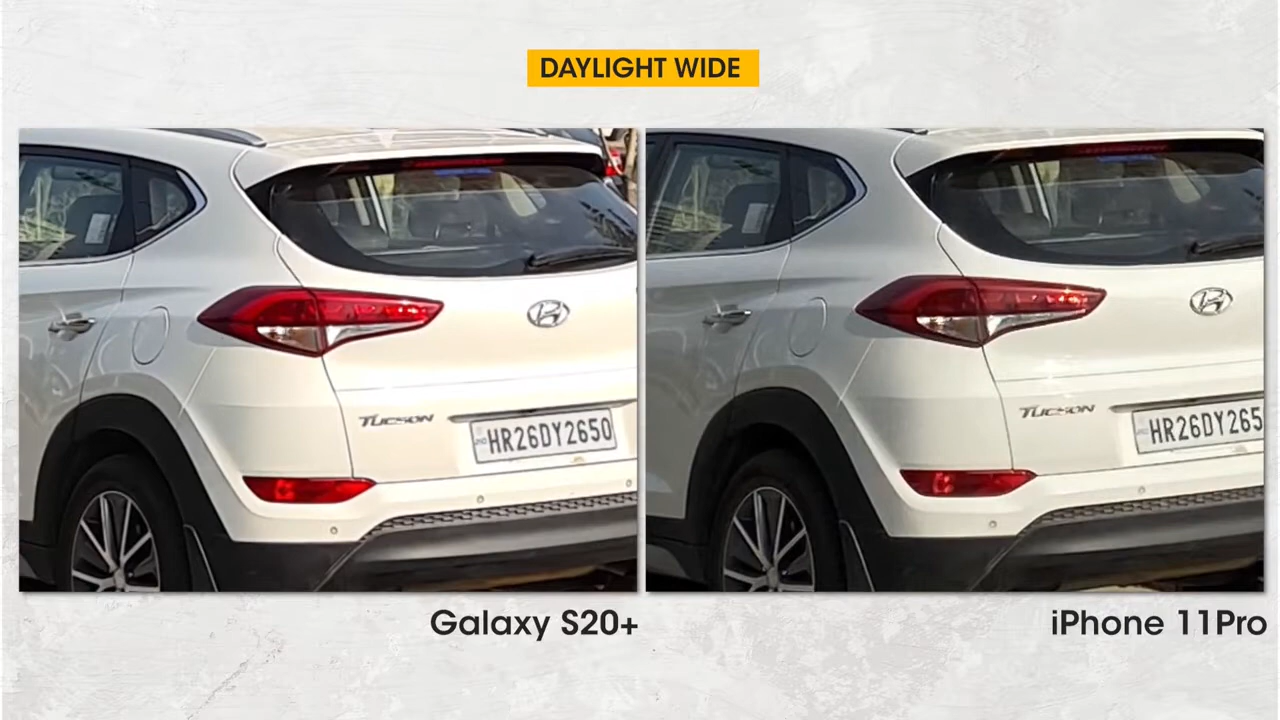 DAYLIGHT WIDE
TUCSON
HR26DY2650
TUCSON
HR26DY265
Galaxy S20+
iPhone 11Pro